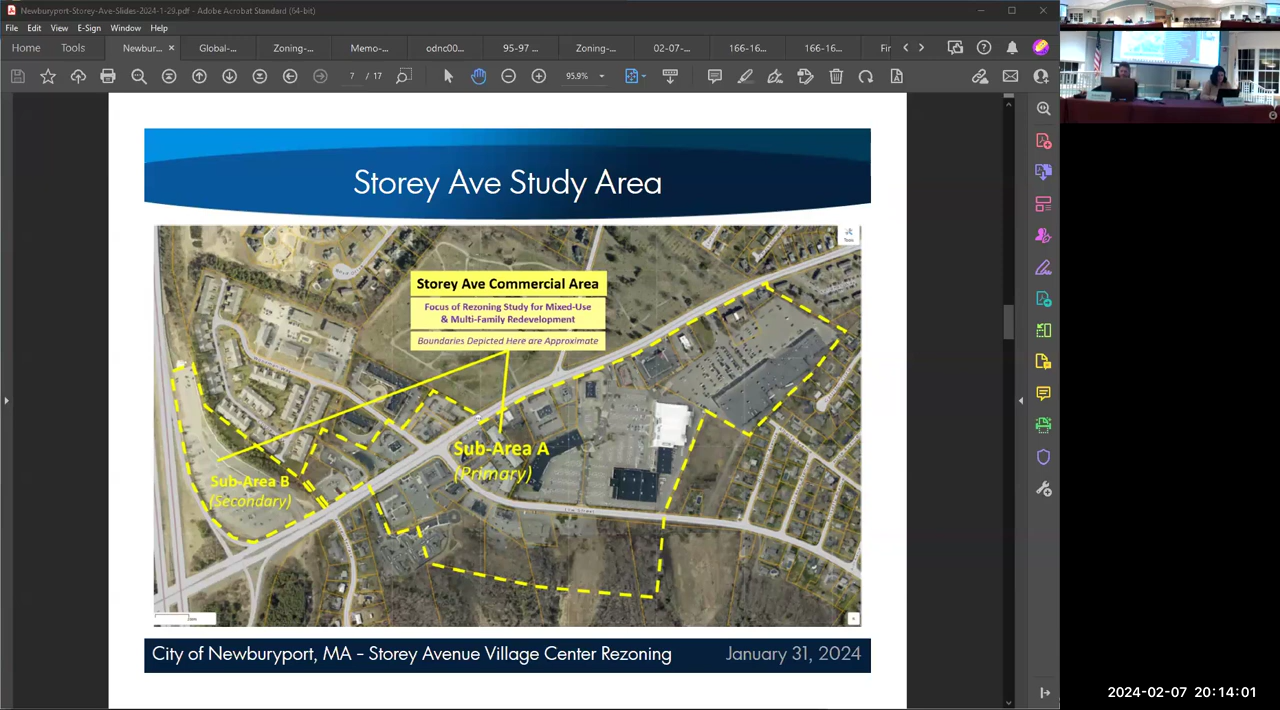 Newburyport-Storey-Ave-Slides-2024-1-29.pdf - Adobe Acrobat Standard (64-bit)
File Edit View E-Sign Window Help
Home Tools Newbur... × Global-... Zoning-... Memo-... odnc00... 95-97 ... Zoning-... 02-07-... 166-16... 166-16... Fir
7 / 17 95.9%
Storey Ave Study Area
Storey Ave Commercial Area
Focus of Rezoning Study for Mixed-Use
& Multi-Family Redevelopment
Boundaries Depicted Here are Approximate
Sub-Area A
(Primary)
Sub-Area B
(Secondary)
City of Newburyport, MA – Storey Avenue Village Center Rezoning January 31, 2024
2024-02-07 20:14:01